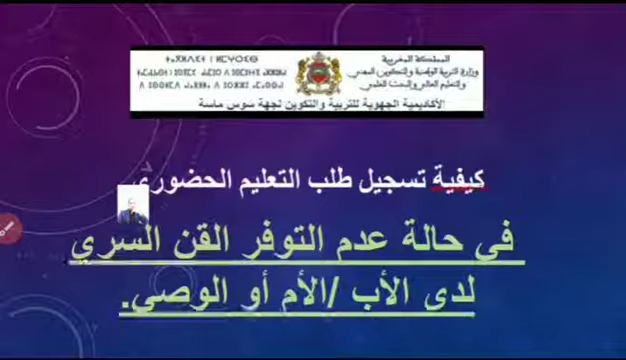 المملكة المغربية
وزارة التربية الوطنية والتكوين المهني
والتعليم العالي والبحث العلمي
الأكاديمية الجهوية للتربية والتكوين لجهة سوس ماسة
كيفية تسجيل طلب التعليم الحضوري
في حالة عدم التوفر القن السري
لدى الأب /الأم أو الوصي.